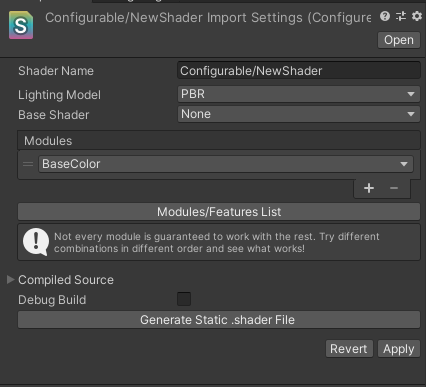 Configurable/NewShader Import Settings (Configure
S
Open
Shader Name Configurable/NewShader
Lighting Model PBR
Base Shader None
Modules
BaseColor
Modules/Features List
Not every module is guaranteed to work with the rest. Try different
combinations in different order and see what works!
Compiled Source
Debug Build
Generate Static .shader File
Revert Apply